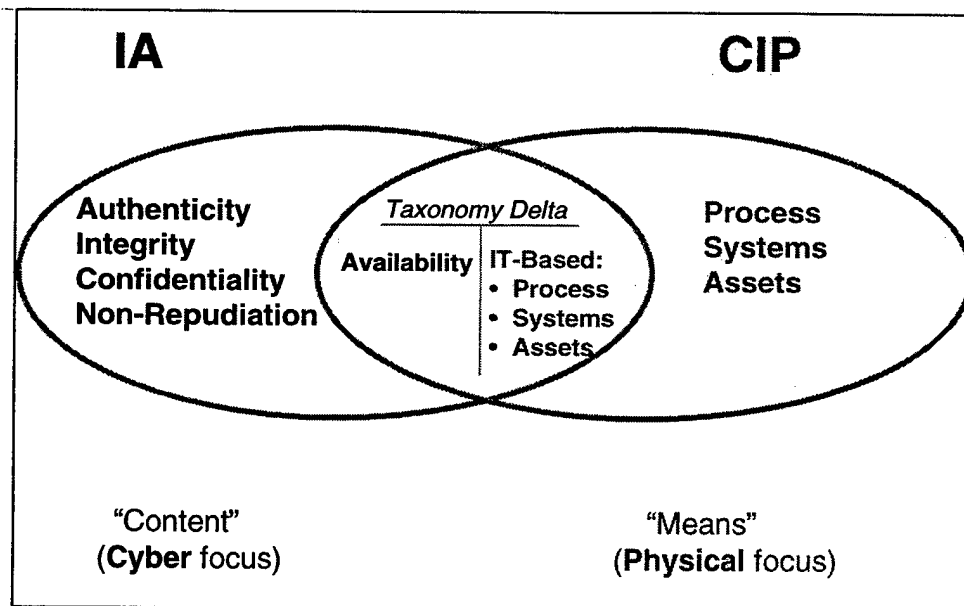 IA
CIP
Authenticity
Integrity
Confidentiality
Non-Repudiation
Taxonomy Delta
Availability
IT-Based:
• Process
• Systems
• Assets
Process
Systems
Assets
“Content”
(Cyber focus)
“Means”
(Physical focus)